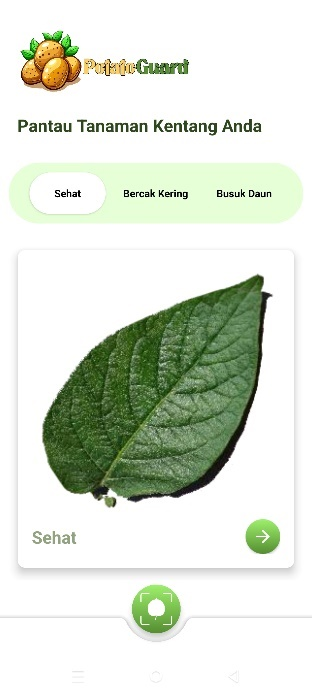 PotatoGuard
Pantau Tanaman Kentang Anda
Sehat
Bercak Kering
Busuk Daun
Sehat